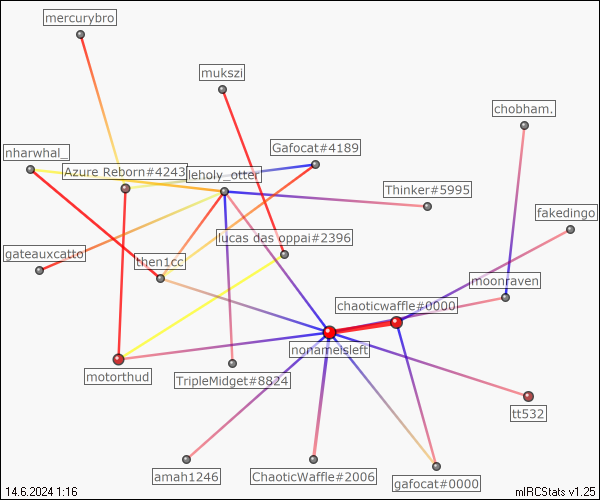 mercurybro
mukszi
chobham.
Gafocat#4189
nharwhal_
Azure Reborn#4243
leholy_otter
Thinker#5995
fakedingo
lucas das oppai#2396
gateauxcatto
then1cc
moonraven
chaoticwaffle#0000
nonameisleft
motorthud
TripleMidget#8824
tt532
amah1246
ChaoticWaffle#2006
gafocat#0000
14.6.2024 1:16
mIRCStats v1.25